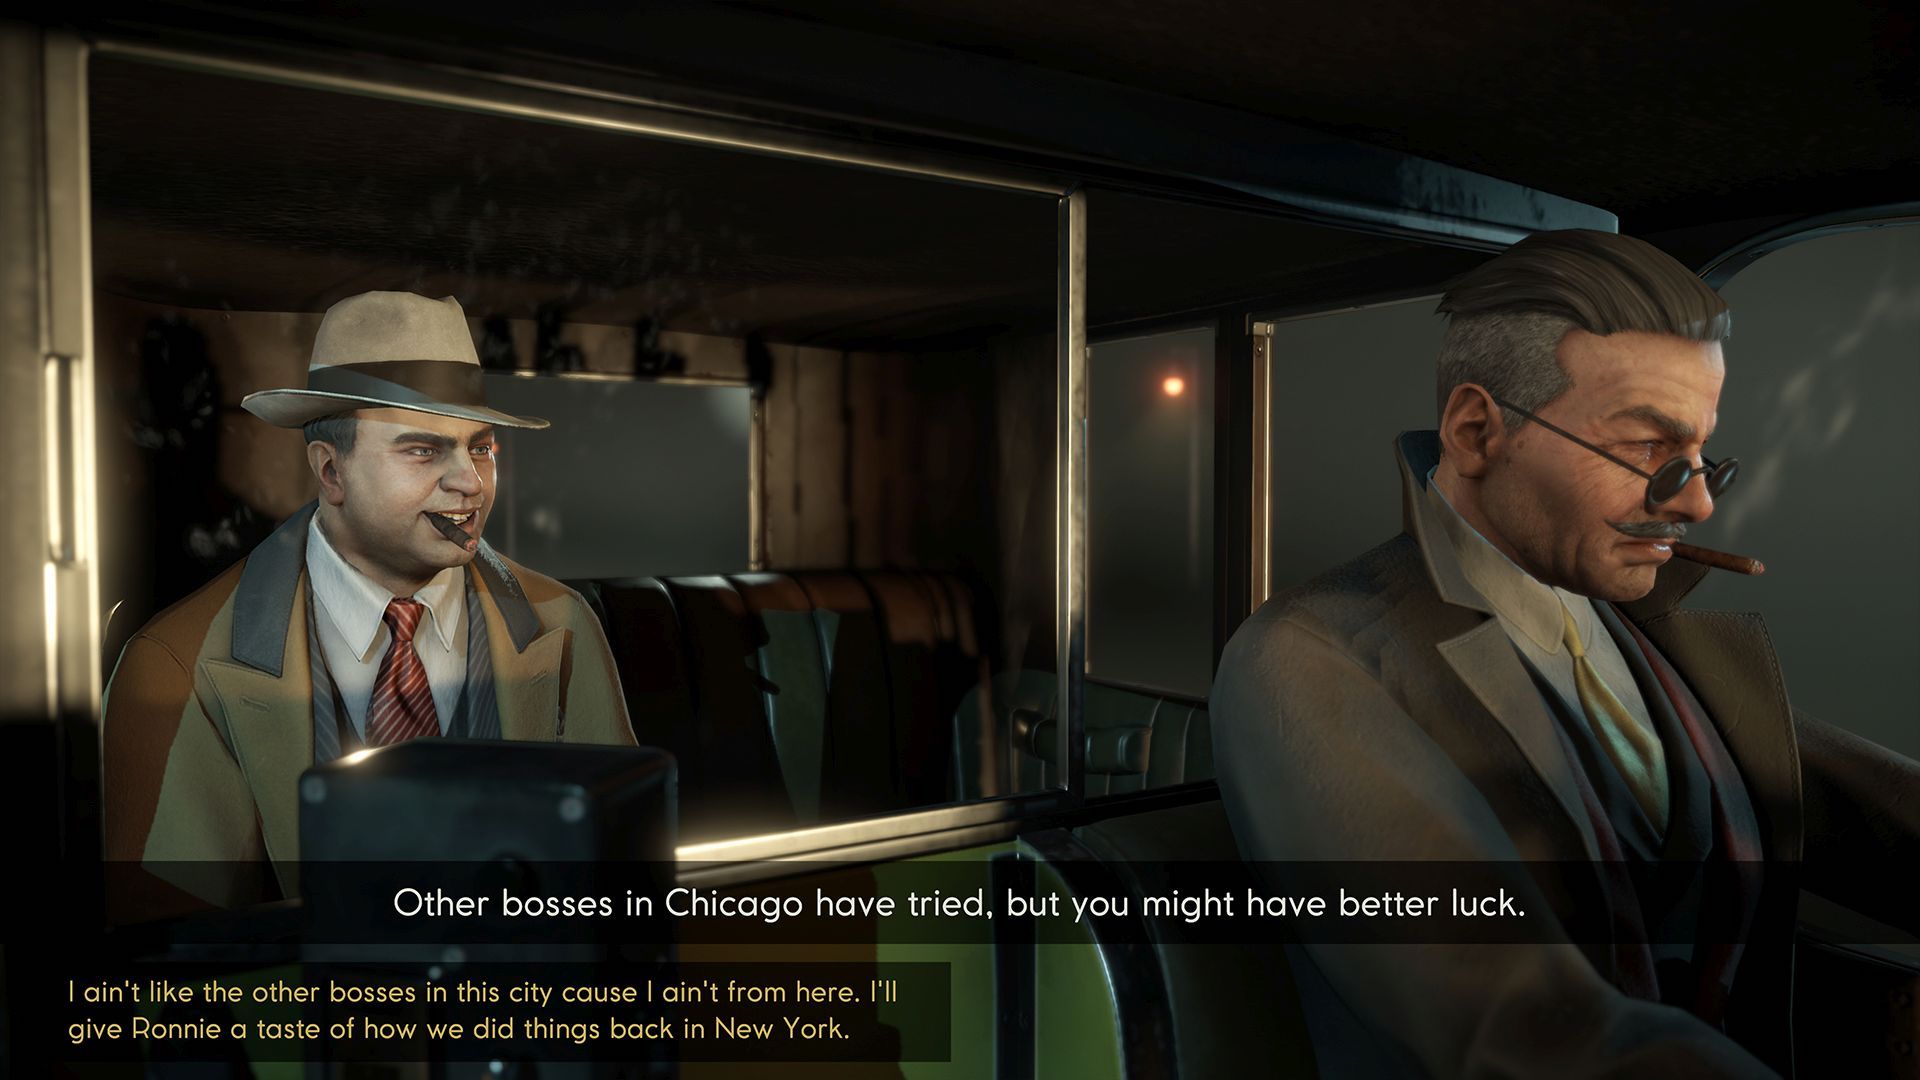 Other bosses in Chicago have tried, but you might have better luck.
I ain't like the other bosses in this city cause I ain't from here. I'll
give Ronnie a taste of how we did things back in New York.